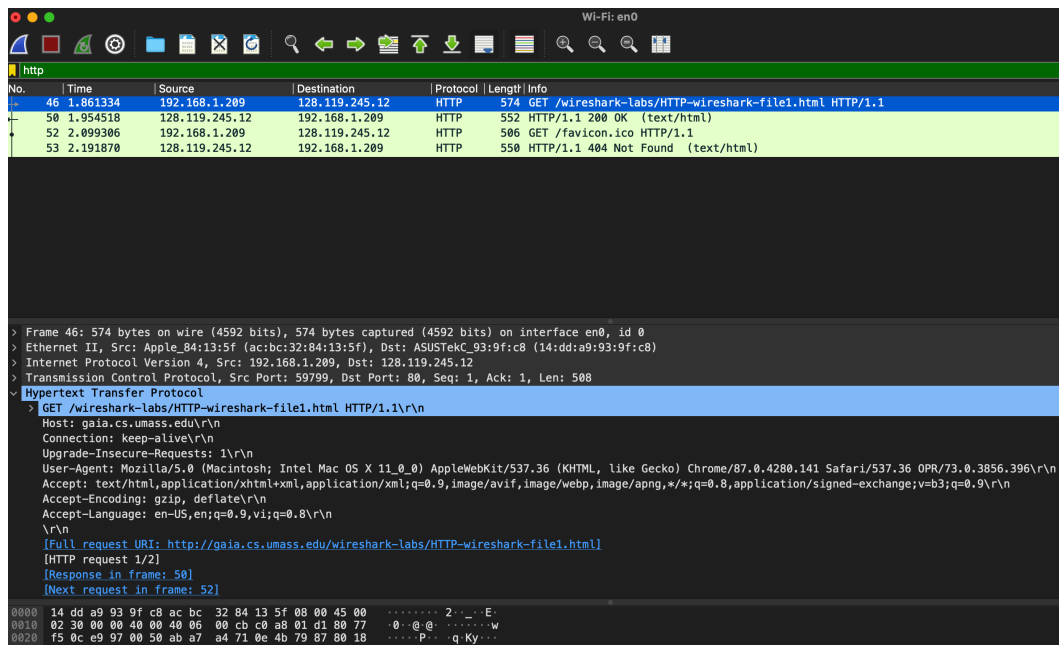 Wi-Fi: en0
http
No. Time Source Destination Protocol Length Info
46 1.861334 192.168.1.209 128.119.245.12 HTTP 574 GET /wireshark-labs/HTTP-wireshark-file1.html HTTP/1.1
50 1.954518 128.119.245.12 192.168.1.209 HTTP 552 HTTP/1.1 200 OK (text/html)
52 2.099306 192.168.1.209 128.119.245.12 HTTP 506 GET /favicon.ico HTTP/1.1
53 2.191870 128.119.245.12 192.168.1.209 HTTP 550 HTTP/1.1 404 Not Found (text/html)
> Frame 46: 574 bytes on wire (4592 bits), 574 bytes captured (4592 bits) on interface en0, id 0
> Ethernet II, Src: Apple_84:13:5f (ac:bc:32:84:13:5f), Dst: ASUSTekC_93:9f:c8 (14:dd:a9:93:9f:c8)
> Internet Protocol Version 4, Src: 192.168.1.209, Dst: 128.119.245.12
> Transmission Control Protocol, Src Port: 59799, Dst Port: 80, Seq: 1, Ack: 1, Len: 508
Hypertext Transfer Protocol
> GET /wireshark-labs/HTTP-wireshark-file1.html HTTP/1.1\r\n
Host: gaia.cs.umass.edu\r\n
Connection: keep-alive\r\n
Upgrade-Insecure-Requests: 1\r\n
User-Agent: Mozilla/5.0 (Macintosh; Intel Mac OS X 11_0_0) AppleWebKit/537.36 (KHTML, like Gecko) Chrome/87.0.4280.141 Safari/537.36 OPR/73.0.3856.396\r\n
Accept: text/html,application/xhtml+xml,application/xml;q=0.9,image/avif,image/webp,image/apng,*/*;q=0.8,application/signed-exchange;v=b3;q=0.9\r\n
Accept-Encoding: gzip, deflate\r\n
Accept-Language: en-US,en;q=0.9,vi;q=0.8\r\n
\r\n
[Full request URI: http://gaia.cs.umass.edu/wireshark-labs/HTTP-wireshark-file1.html]
[HTTP request 1/2]
[Response in frame: 50]
[Next request in frame: 52]
0000 14 dd a9 93 9f c8 ac bc 32 84 13 5f 08 00 45 00 ········ 2··_··E·
0010 02 30 00 00 40 00 40 06 00 cb c0 a8 01 d1 80 77 ·0··@·@· ·······w
0020 f5 0c e9 97 00 50 ab a7 a4 71 0e 4b 79 87 80 18 ·····P·· ·q·Ky···